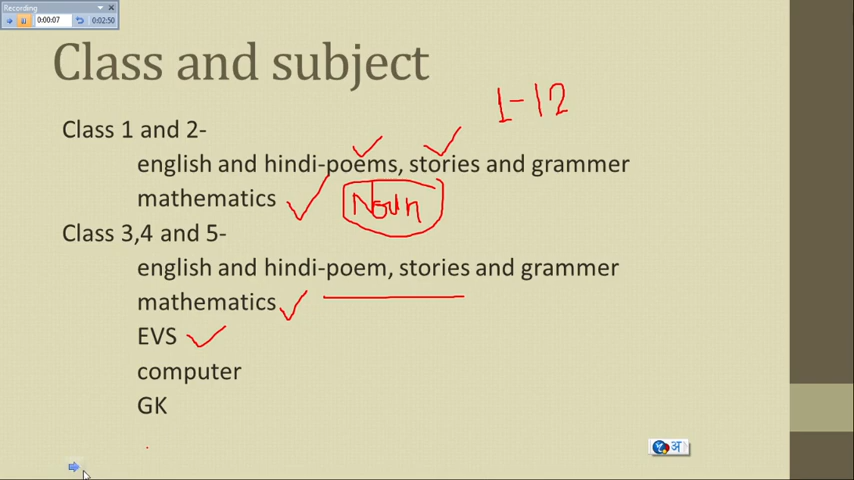 Recording
0:00:07
0:02:50
Class and subject
1-12
Class 1 and 2-
english and hindi-poems, stories and grammer
mathematics
Noun
Class 3,4 and 5-
english and hindi-poem, stories and grammer
mathematics
EVS
computer
GK
अ